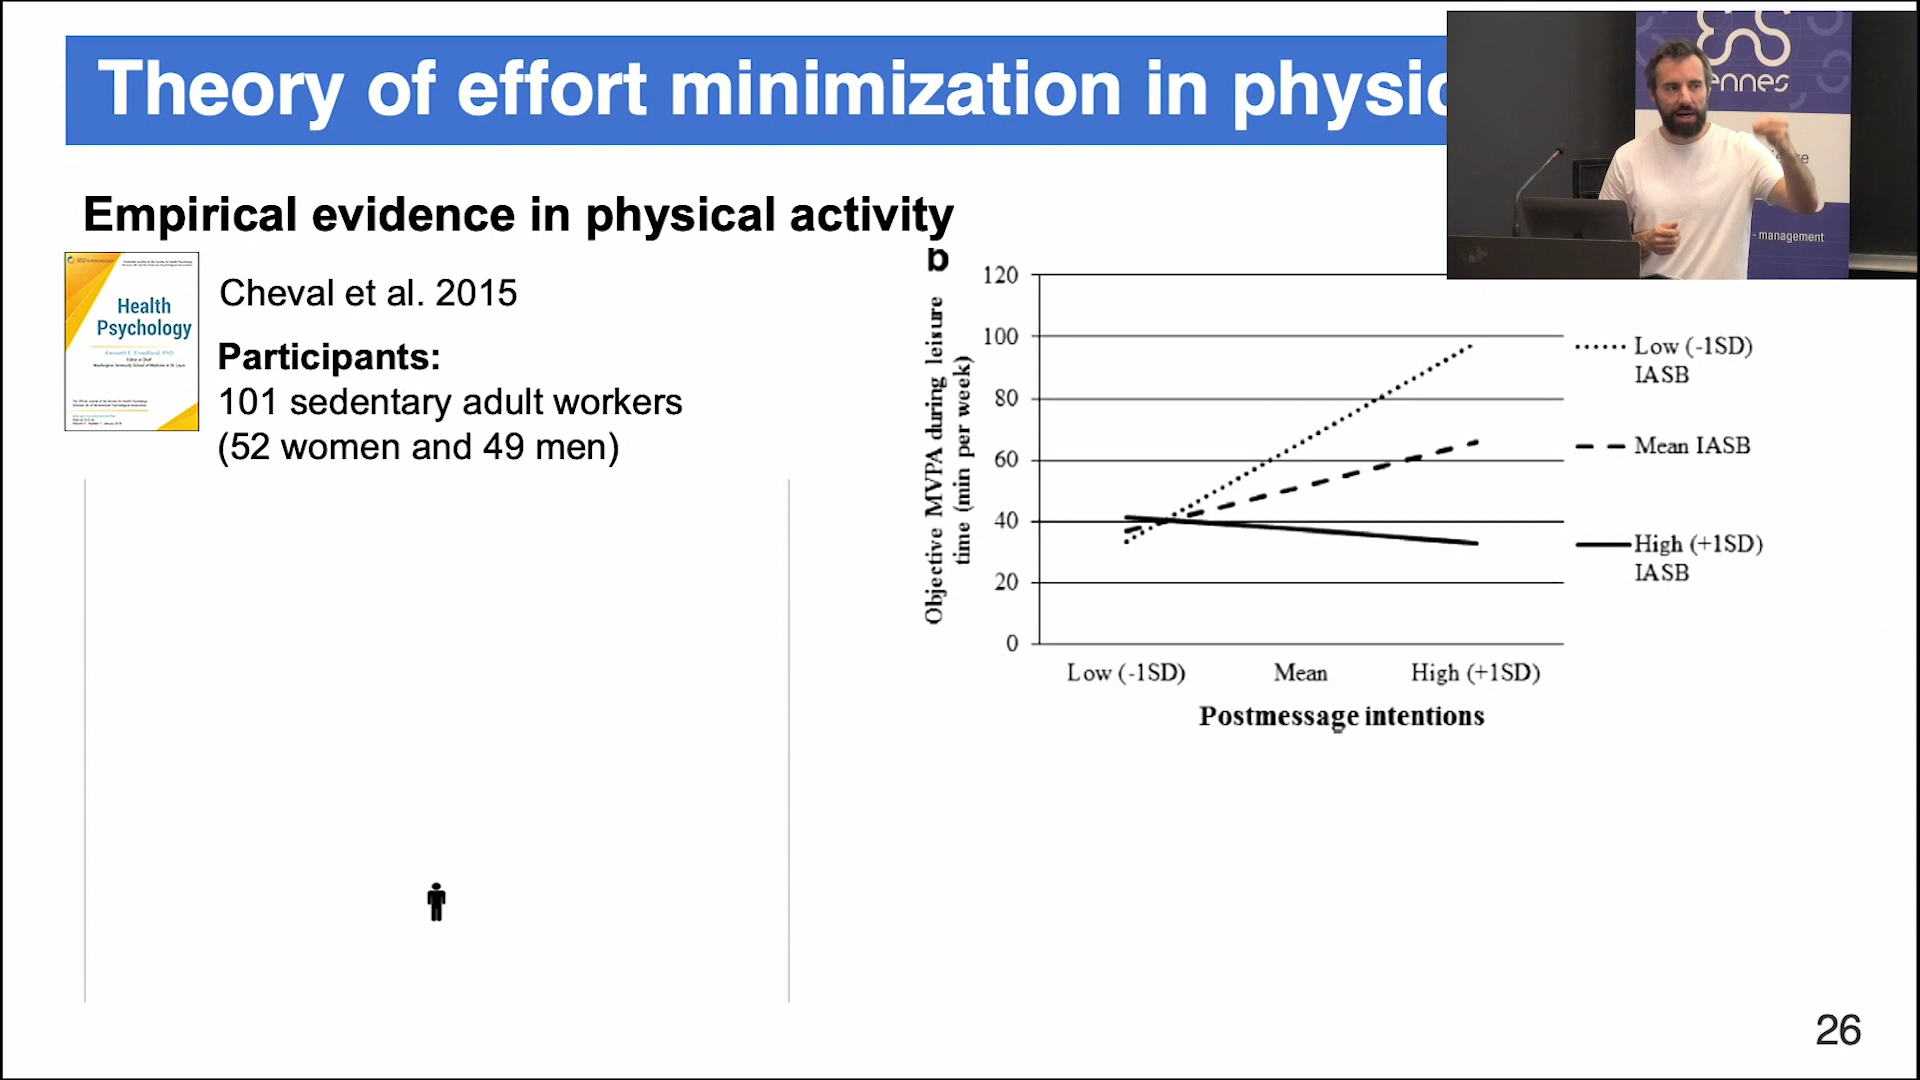 Theory of effort minimization in physic
ennes
- management
Empirical evidence in physical activity
Health
Psychology
Cheval et al. 2015
Participants:
101 sedentary adult workers
(52 women and 49 men)
b
Objective MVPA during leisure
time (min per week)
120
100
80
60
40
20
0
Low (-1SD)
Mean
High (+1SD)
Postmessage intentions
Low (-1SD)
IASB
Mean IASB
High (+1SD)
IASB
26